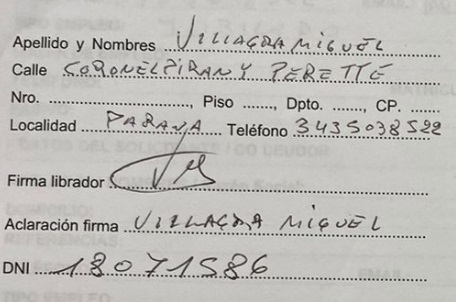 Apellido y Nombres VILLAGRA MIGUEL
Calle CORONEL PIRAN Y PERETTE
Nro. ............, Piso ......, Dpto. ......, CP. ......
Localidad PARANA Teléfono 3435038522
Firma librador
Aclaración firma VILLAGRA MIGUEL
DNI 18071586